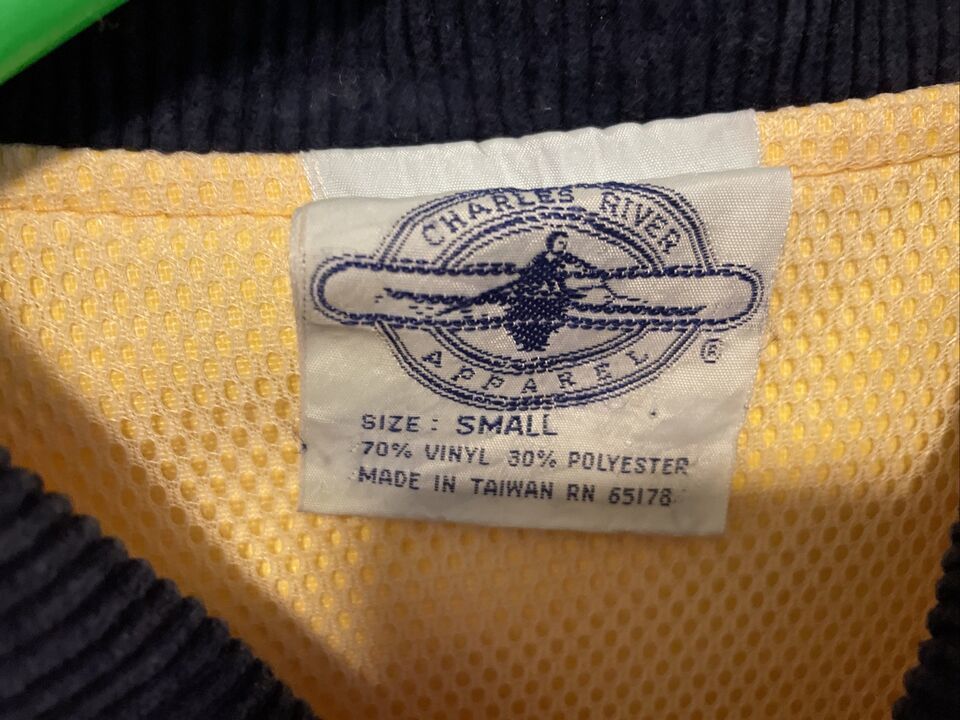 CHARLES RIVER
APPAREL
®
SIZE: SMALL
70% VINYL 30% POLYESTER
MADE IN TAIWAN RN 65178